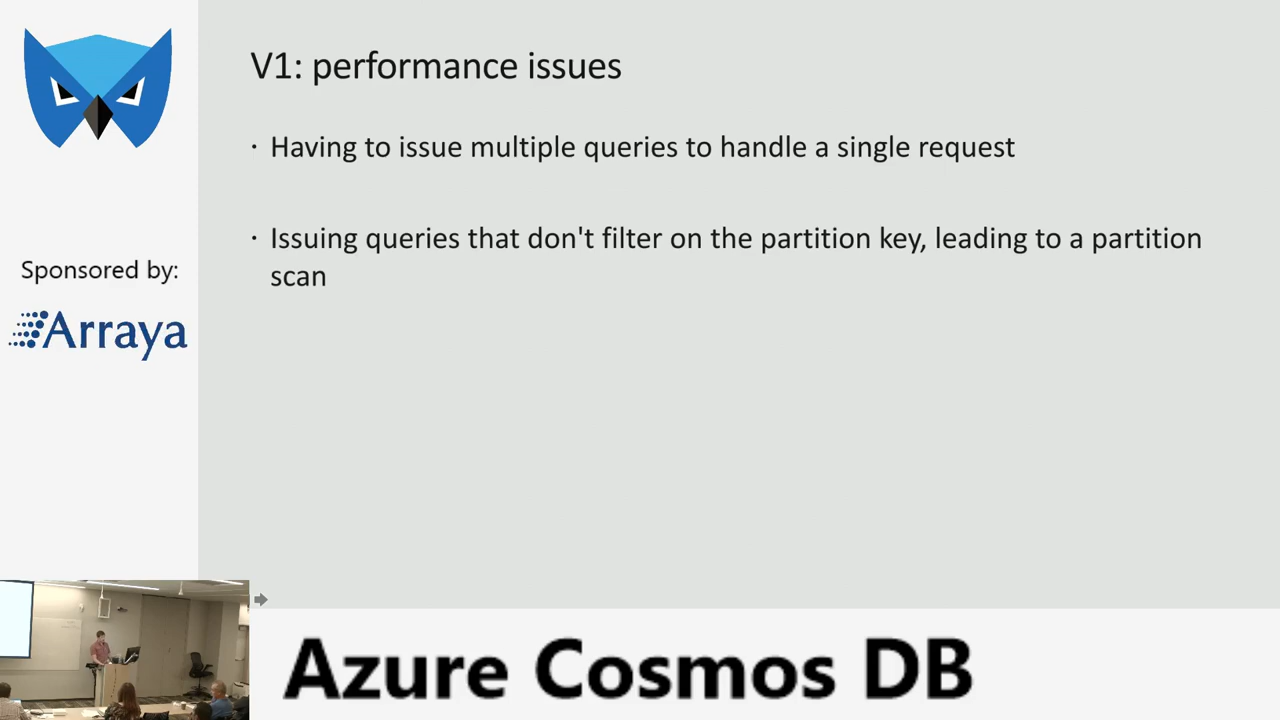 V1: performance issues
· Having to issue multiple queries to handle a single request
· Issuing queries that don't filter on the partition key, leading to a partition
scan
Sponsored by:
Arraya
Azure Cosmos DB